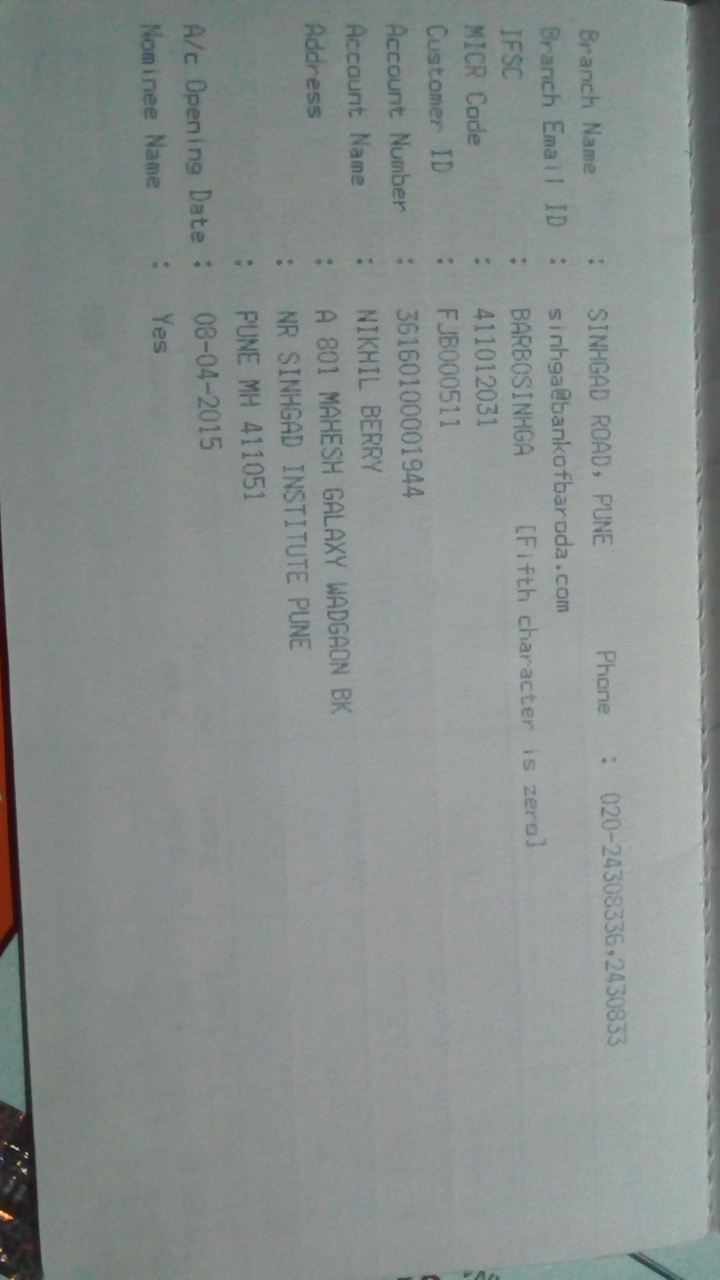 Branch Name : SINHGAD ROAD, PUNE Phone : 020-24308336,2430833
Branch Email ID : sinhga@bankofbaroda.com
IFSC : BARB0SINHGA [Fifth character is zero]
MICR Code : 411012031
Customer ID : FJB000511
Account Number : 36160100001944
Account Name : NIKHIL BERRY
Address : A 801 MAHESH GALAXY WADGAON BK
: NR SINHGAD INSTITUTE PUNE
: PUNE MH 411051
A/c Opening Date : 08-04-2015
Nominee Name : Yes